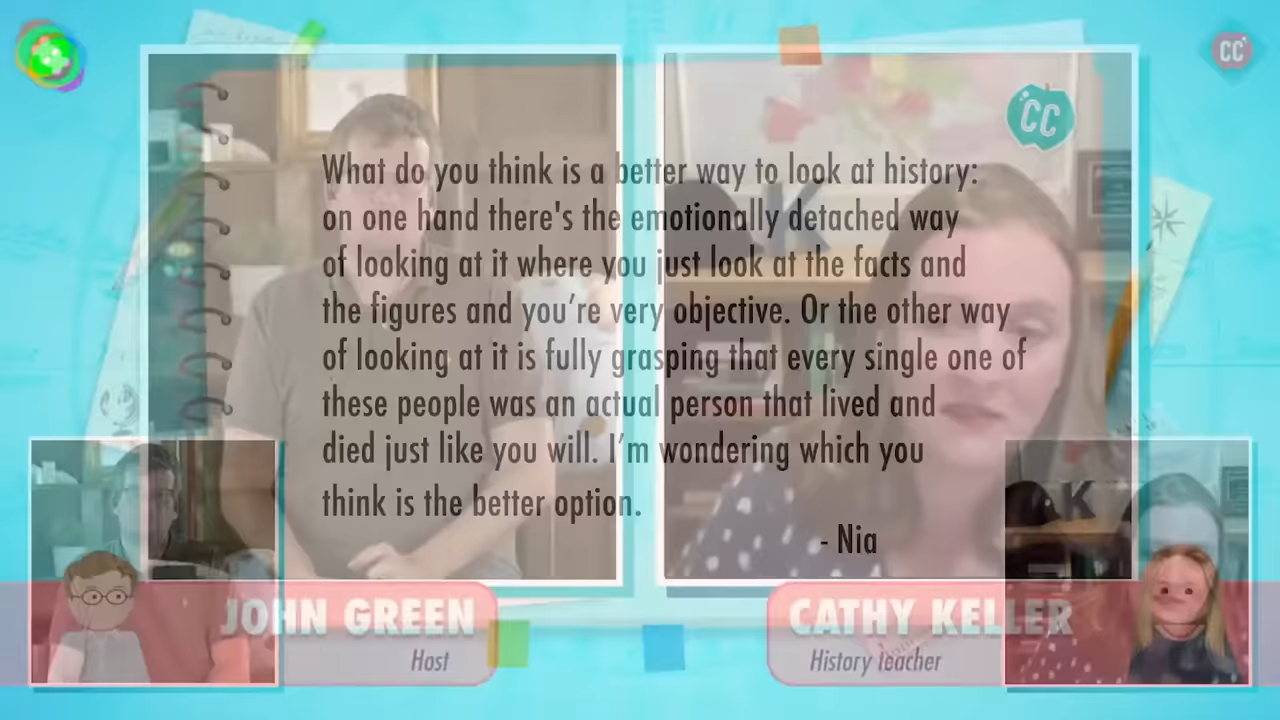 CC
CC
What do you think is a better way to look at history:
on one hand there's the emotionally detached way
of looking at it where you just look at the facts and
the figures and you’re very objective. Or the other way
of looking at it is fully grasping that every single one of
these people was an actual person that lived and
died just like you will. I’m wondering which you
think is the better option.
- Nia
K
K
JOHN GREEN
Host
CATHY KELLER
History teacher